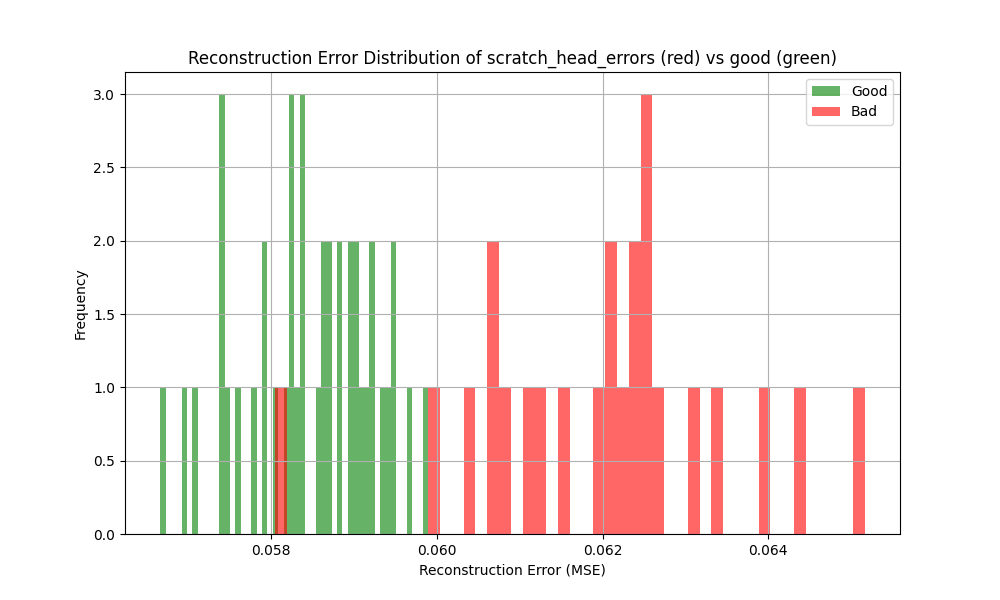 Reconstruction Error Distribution of scratch_head_errors (red) vs good (green)
Good
Bad
3.0
2.5
2.0
1.5
1.0
0.5
0.0
Frequency
0.058
0.060
0.062
0.064
Reconstruction Error (MSE)